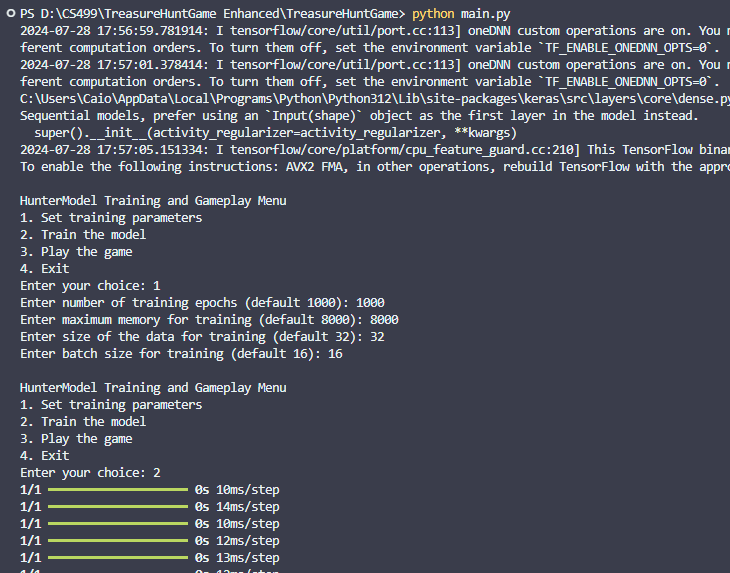 PS D:\CS499\TreasureHuntGame Enhanced\TreasureHuntGame> python main.py
2024-07-28 17:56:59.781914: I tensorflow/core/util/port.cc:113] oneDNN custom operations are on. You
ferent computation orders. To turn them off, set the environment variable `TF_ENABLE_ONEDNN_OPTS=0`.
2024-07-28 17:57:01.378414: I tensorflow/core/util/port.cc:113] oneDNN custom operations are on. You
ferent computation orders. To turn them off, set the environment variable `TF_ENABLE_ONEDNN_OPTS=0`.
C:\Users\Caio\AppData\Local\Programs\Python\Python312\Lib\site-packages\keras\src\layers\core\dense.py
Sequential models, prefer using an `Input(shape)` object as the first layer in the model instead.
super().__init__(activity_regularizer=activity_regularizer, **kwargs)
2024-07-28 17:57:05.151334: I tensorflow/core/platform/cpu_feature_guard.cc:210] This TensorFlow binar
To enable the following instructions: AVX2 FMA, in other operations, rebuild TensorFlow with the appro
HunterModel Training and Gameplay Menu
1. Set training parameters
2. Train the model
3. Play the game
4. Exit
Enter your choice: 1
Enter number of training epochs (default 1000): 1000
Enter maximum memory for training (default 8000): 8000
Enter size of the data for training (default 32): 32
Enter batch size for training (default 16): 16
HunterModel Training and Gameplay Menu
1. Set training parameters
2. Train the model
3. Play the game
4. Exit
Enter your choice: 2
1/1 0s 10ms/step
1/1 0s 14ms/step
1/1 0s 10ms/step
1/1 0s 12ms/step
1/1 0s 13ms/step